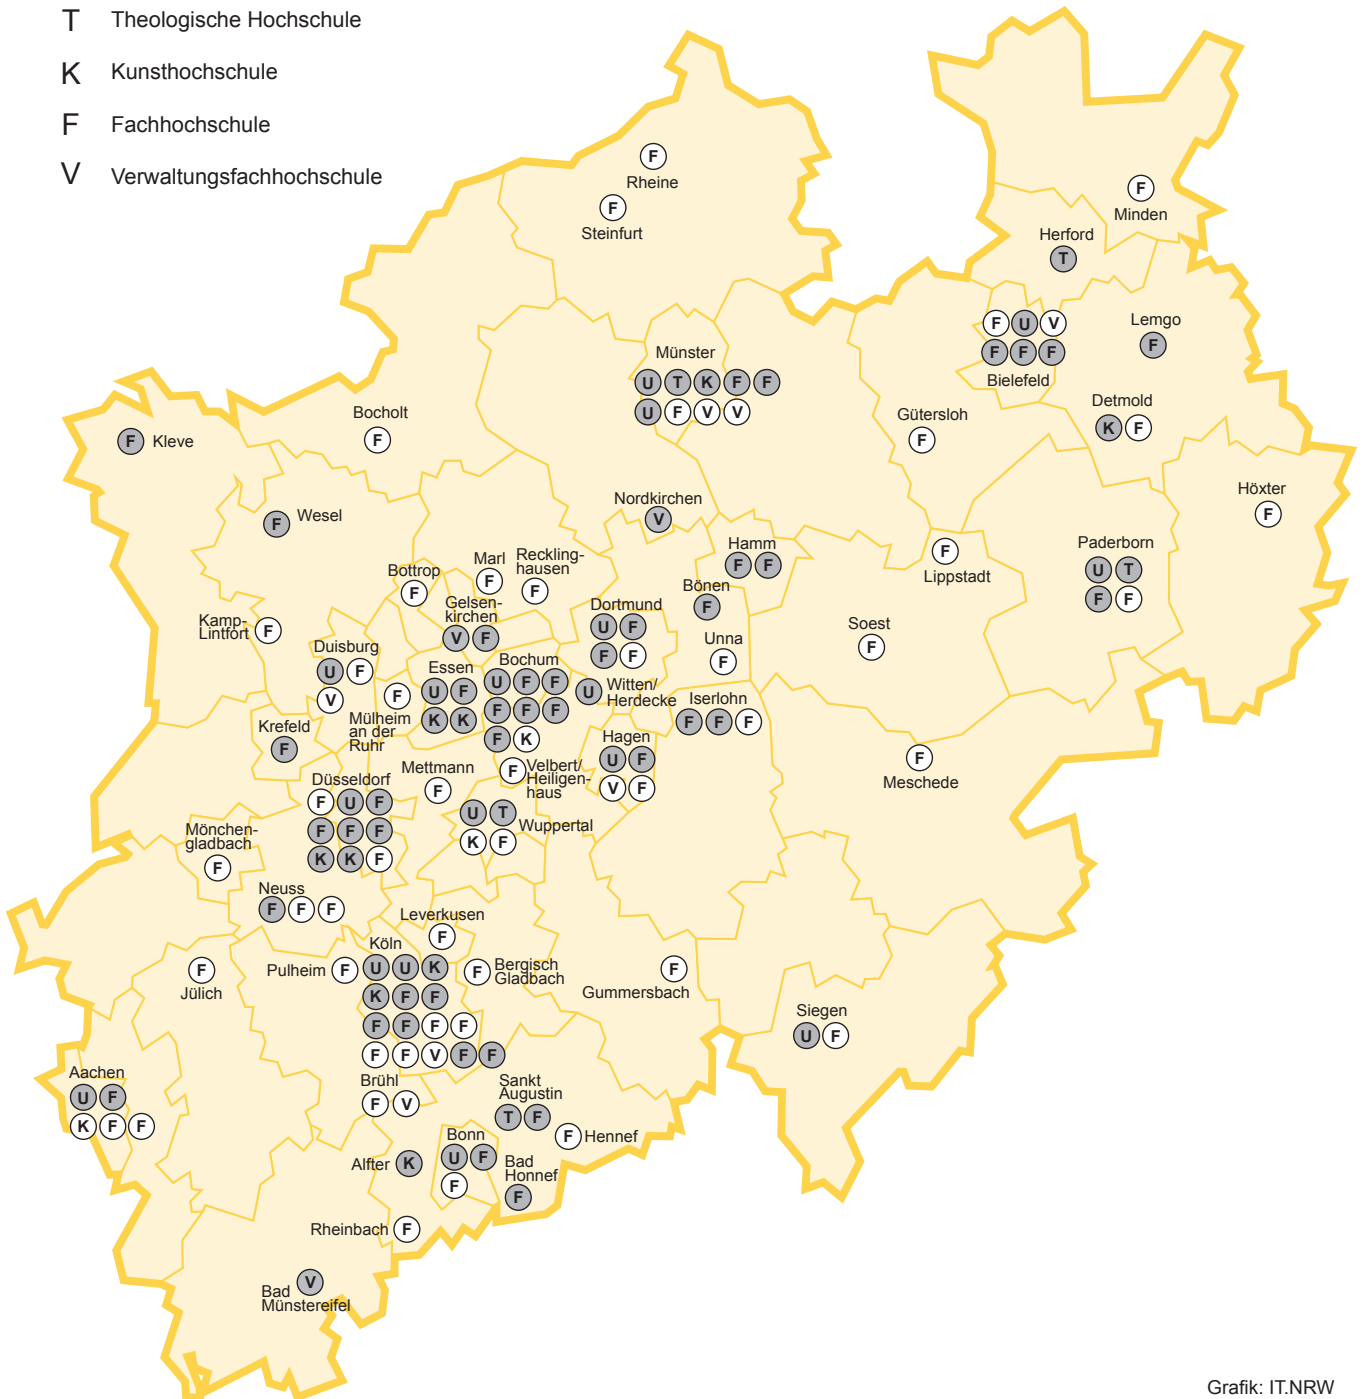 T Theologische Hochschule
K Kunsthochschule
F Fachhochschule
V Verwaltungsfachhochschule
F
Rheine
F
Steinfurt
F
Minden
Herford
T
F U V
F F F
Bielefeld
Lemgo
F
Detmold
K F
Münster
U T K F F
U F V V
Bocholt
F
F Kleve
Gütersloh
F
Höxter
F
F Wesel
Nordkirchen
V
Hamm
F F
F
Lippstadt
Paderborn
U T
F F
Bottrop
F
Marl
F
Reckling-
hausen
F
Gelsen-
kirchen
V F
Bönen
F
Dortmund
U F
F F
Unna
F
Soest
F
Kamp-
Lintfort F
Duisburg
U F
V
F
Mülheim
an der
Ruhr
Essen
U F
K K
Bochum
U F F
F F F
F K
U Witten/
Herdecke
Iserlohn
F F F
Krefeld
F
Hagen
U F
V F
F
Meschede
Mettmann
F
F Velbert/
Heiligen-
haus
Düsseldorf
F U F
F F F
K K F
U T
K F
Wuppertal
Mönchen-
gladbach
F
Neuss
F F F
Leverkusen
F
F
Jülich
Pulheim F
Köln
U U K
K F F
F F F F
F F V F F
F Bergisch
Gladbach
F
Gummersbach
Siegen
U F
Aachen
U F
K F F
Brühl
F V
Sankt
Augustin
T F
F Hennef
Alfter K
Bonn
U F
F
Bad
Honnef
F
Rheinbach F
V
Bad
Münstereifel
Grafik: IT.NRW